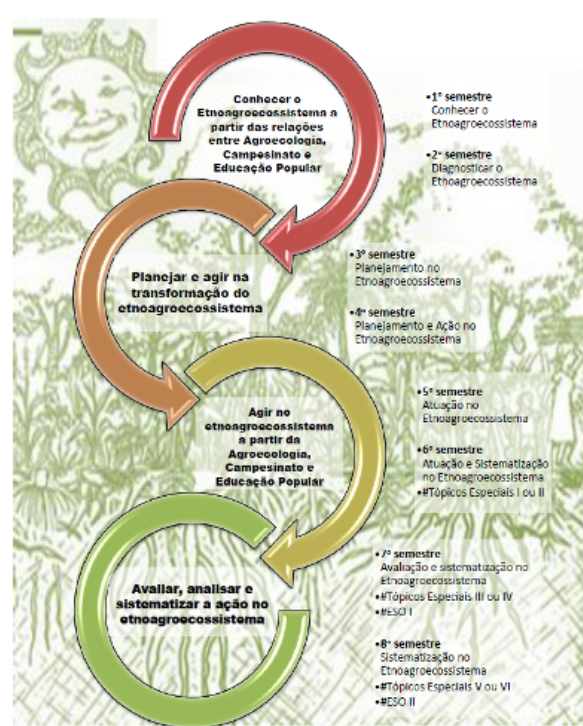 Conhecer o
Etnoagroecossistema a
partir das relações
entre Agroecologia,
Campesinato e
Educação Popular
•1º semestre
Conhecer o
Etnoagroecossistema
•2º semestre
Diagnosticar o
Etnoagroecossistema
Planejar e agir na
transformação do
etnoagroecossistema
•3º semestre
Planejamento no
Etnoagroecossistema
•4º semestre
Planejamento e Ação no
Etnoagroecossistema
Agir no
etnoagroecossistema
a partir da
Agroecologia,
Campesinato e
Educação Popular
•5º semestre
Atuação no
Etnoagroecossistema
•6º semestre
Atuação e Sistematização
no Etnoagroecossistema
•#Tópicos Especiais I ou II
Avaliar, analisar e
sistematizar a ação no
etnoagroecossistema
•7º semestre
Avaliação e sistematização no
Etnoagroecossistema
•#Tópicos Especiais III ou IV
•#ESO I
•8º semestre
Sistematização no
Etnoagroecossistema
•#Tópicos Especiais V ou VI
•#ESO II